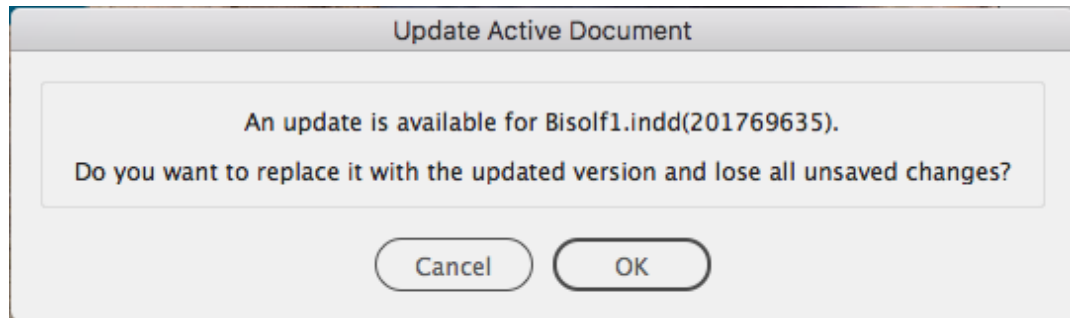 Update Active Document
An update is available for Bisolf1.indd(201769635).
Do you want to replace it with the updated version and lose all unsaved changes?
Cancel
OK